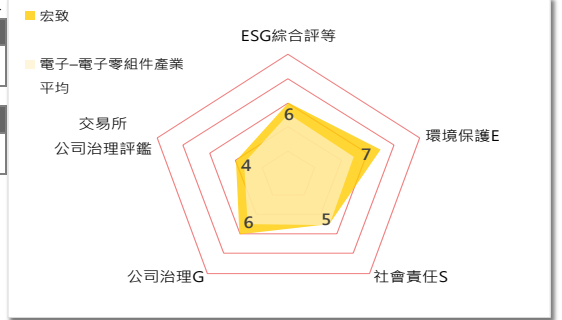 宏致
電子–電子零組件產業
平均
ESG綜合評等
環境保護E
社會責任S
公司治理G
交易所
公司治理評鑑
6
7
5
6
4